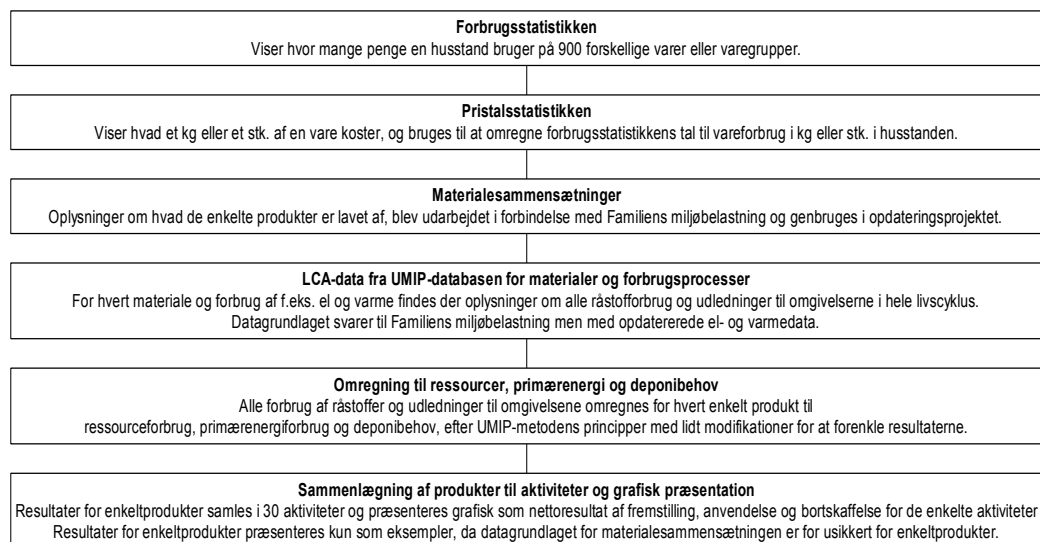 Forbrugsstatistikken
Viser hvor mange penge en husstand bruger på 900 forskellige varer eller varegrupper.
Pristalsstatistikken
Viser hvad et kg eller et stk. af en vare koster, og bruges til at omregne forbrugsstatistikkens tal til vareforbrug i kg eller stk. i husstanden.
Materialesammensætninger
Oplysninger om hvad de enkelte produkter er lavet af, blev udarbejdet i forbindelse med Familiens miljøbelastning og genbruges i opdateringsprojektet.
LCA-data fra UMIP-databasen for materialer og forbrugsprocesser
For hvert materiale og forbrug af f.eks. el og varme findes der oplysninger om alle råstofforbrug og udledninger til omgivelserne i hele livscyklus.
Datagrundlaget svarer til Familiens miljøbelastning men med opdatererede el- og varmedata.
Omregning til ressourcer, primærenergi og deponibehov
Alle forbrug af råstoffer og udledninger til omgivelsene omregnes for hvert enkelt produkt til
ressourceforbrug, primærenergiforbrug og deponibehov, efter UMIP-metodens principper med lidt modifikationer for at forenkle resultaterne.
Sammenlægning af produkter til aktiviteter og grafisk præsentation
Resultater for enkeltprodukter samles i 30 aktiviteter og præsenteres grafisk som nettoresultat af fremstilling, anvendelse og bortskaffelse for de enkelte aktiviteter
Resultater for enkeltprodukter præsenteres kun som eksempler, da datagrundlaget for materialesammensætningen er for usikkert for enkeltprodukter.